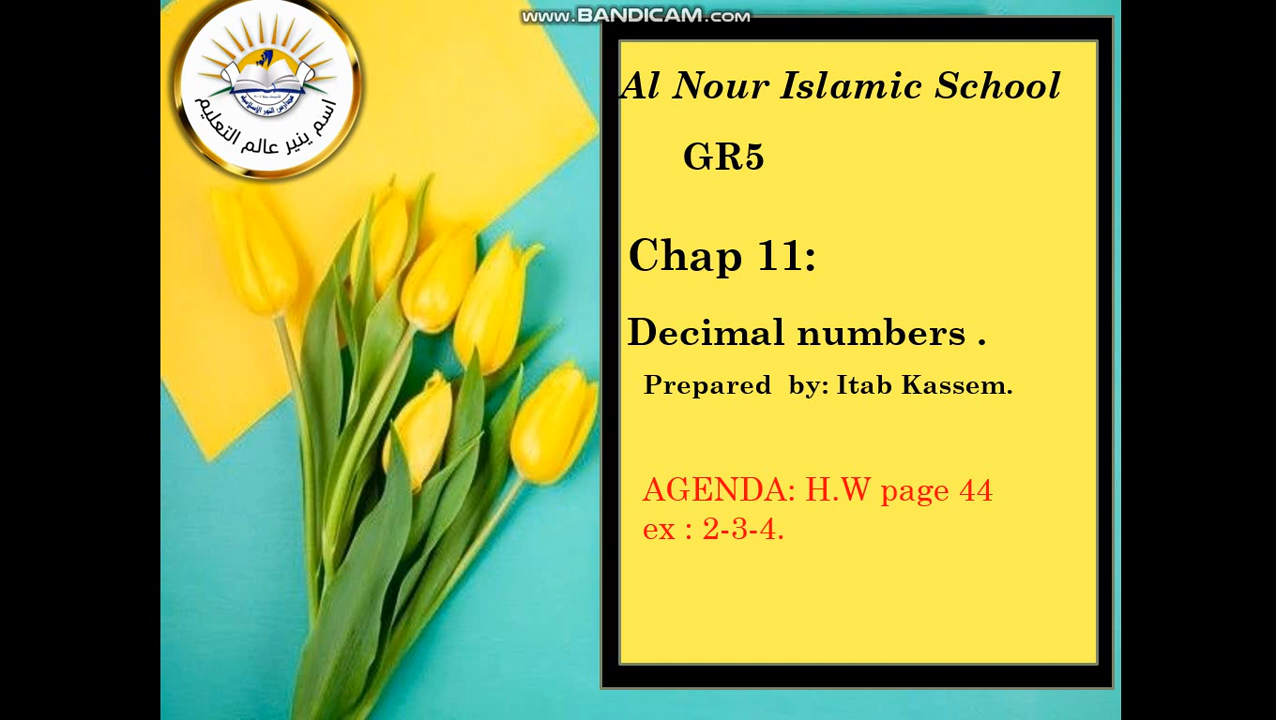 www.BANDICAM.com
اسم ينير عالم التعليم
Al Nour Islamic School
GR5
Chap 11:
Decimal numbers .
Prepared by: Itab Kassem.
AGENDA: H.W page 44
ex : 2-3-4.